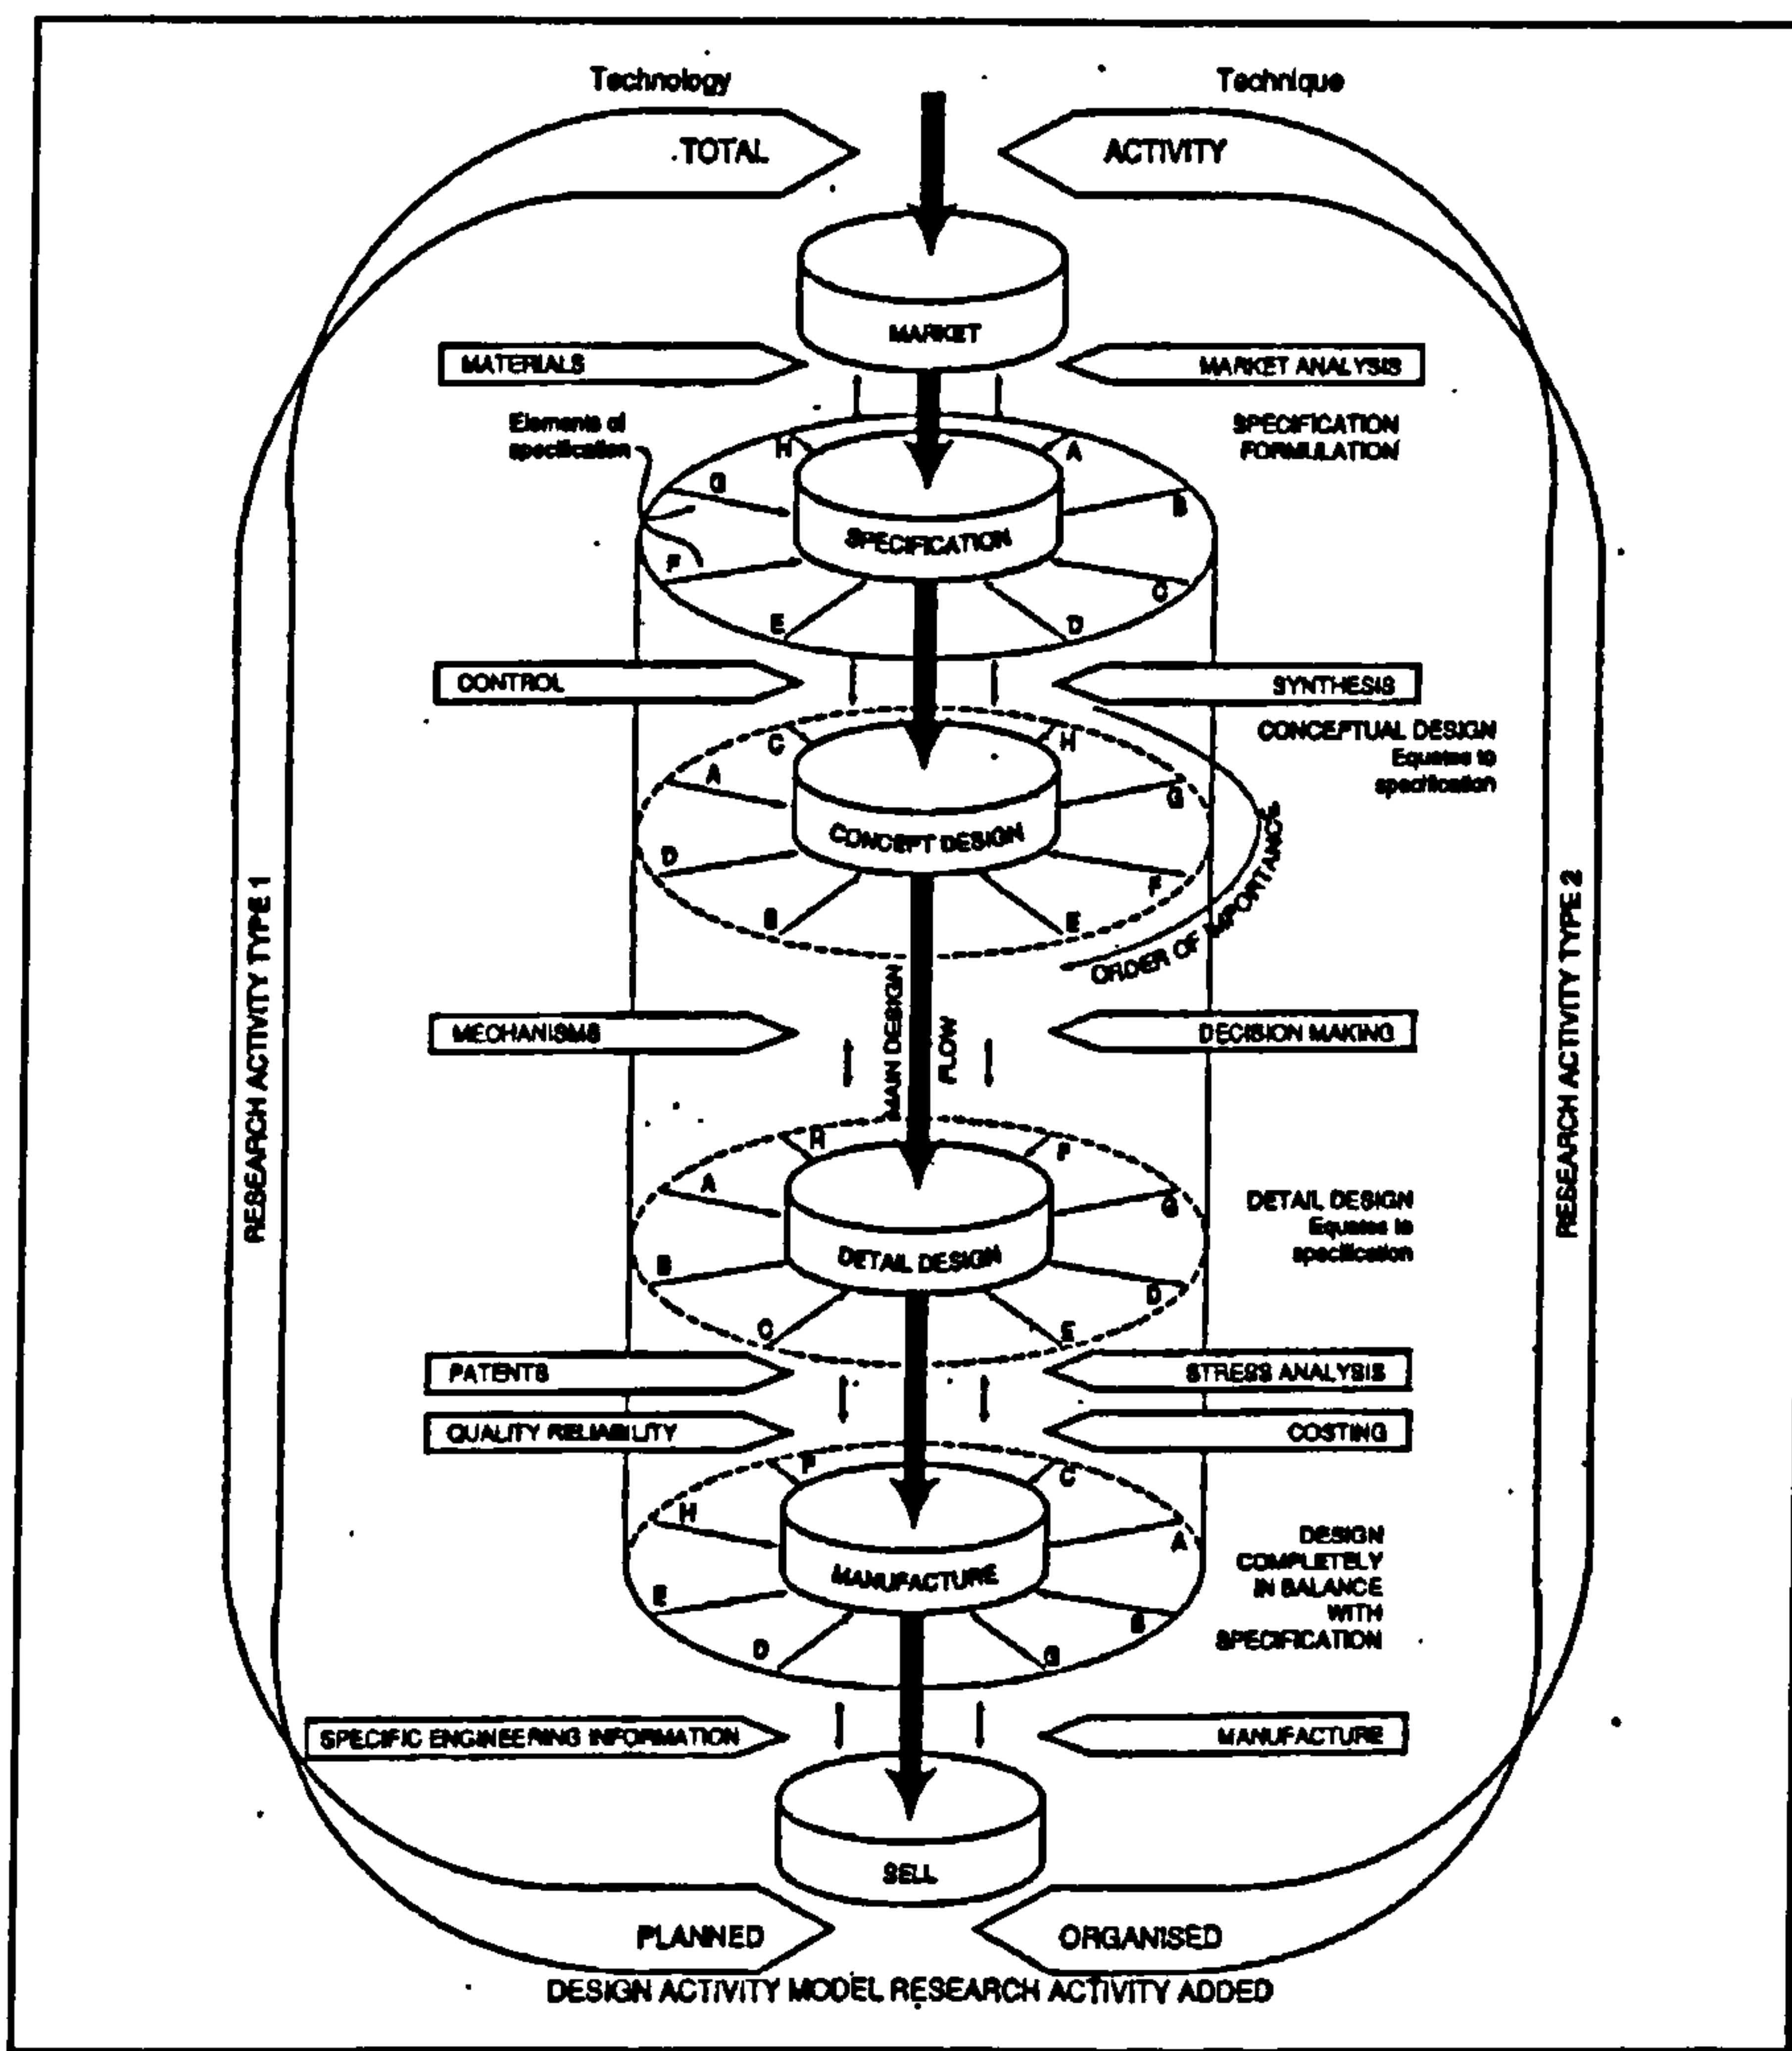 Technology
Technique
TOTAL
ACTIVITY
MARKET
MATERIALS
MARKET ANALYSIS
Elements of
specification
SPECIFICATION
FORMULATION
H
A
G
B
SPECIFICATION
F
C
E
D
CONTROL
SYNTHESIS
CONCEPTUAL DESIGN
Equates to
specification
C
H
A
G
CONCEPT DESIGN
D
F
B
E
ORDER OF IMPORTANCE
MAIN DESIGN
FLOW
MECHANISMS
DECISION MAKING
RESEARCH ACTIVITY TYPE 1
RESEARCH ACTIVITY TYPE 2
H
F
A
G
DETAIL DESIGN
Equates to
specification
DETAIL DESIGN
B
D
C
E
PATENTS
STRESS ANALYSIS
QUALITY RELIABILITY
COSTING
F
C
H
A
DESIGN
COMPLETELY
IN BALANCE
WITH
SPECIFICATION
MANUFACTURE
E
B
D
G
SPECIFIC ENGINEERING INFORMATION
MANUFACTURE
SELL
PLANNED
ORGANISED
DESIGN ACTIVITY MODEL RESEARCH ACTIVITY ADDED